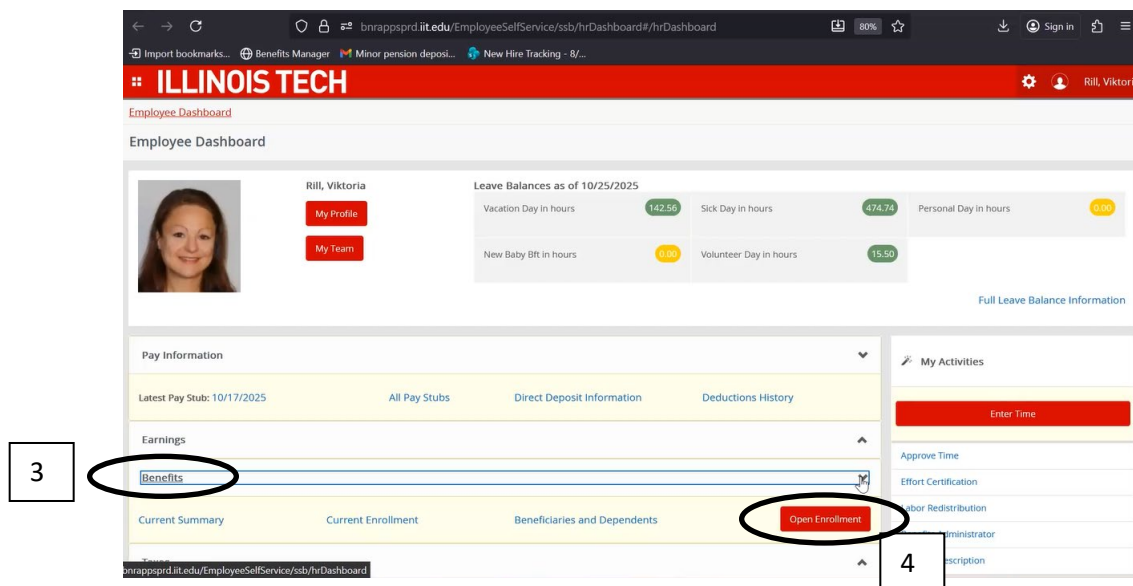 bnrappsprd.iit.edu/EmployeeSelfService/ssb/hrDashboard#/hrDashboard
80%
Sign in
Import bookmarks...
Benefits Manager
Minor pension deposi...
New Hire Tracking - 8/...
ILLINOIS TECH
Rill, Viktori
Employee Dashboard
Employee Dashboard
Rill, Viktoria
My Profile
My Team
Leave Balances as of 10/25/2025
Vacation Day in hours
142.56
Sick Day in hours
474.74
Personal Day in hours
0.00
New Baby Bft in hours
0.00
Volunteer Day in hours
15.50
Full Leave Balance Information
Pay Information
Latest Pay Stub: 10/17/2025
All Pay Stubs
Direct Deposit Information
Deductions History
Earnings
3
Benefits
Current Summary
Current Enrollment
Beneficiaries and Dependents
Open Enrollment
4
bnrappsprd.iit.edu/EmployeeSelfService/ssb/hrDashboard
My Activities
Enter Time
Approve Time
Effort Certification
Labor Redistribution